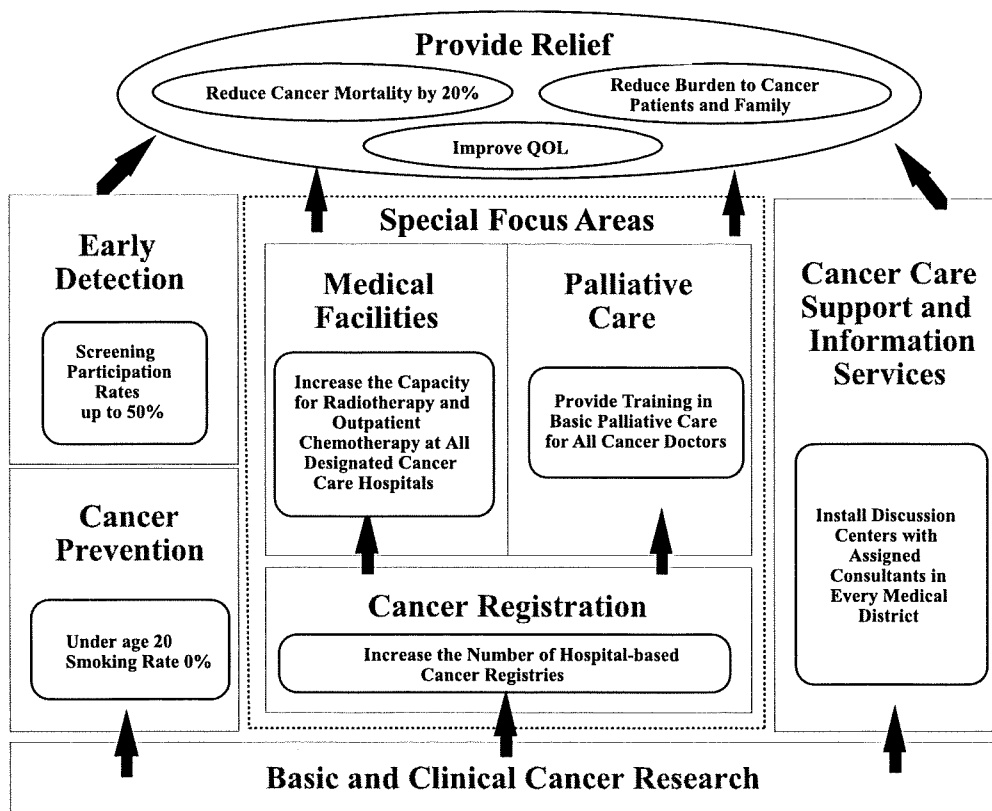 Provide Relief
Reduce Cancer Mortality by 20%
Reduce Burden to Cancer
Patients and Family
Improve QOL
Early
Detection
Screening
Participation
Rates
up to 50%
Cancer
Prevention
Under age 20
Smoking Rate 0%
Special Focus Areas
Medical
Facilities
Increase the Capacity
for Radiotherapy and
Outpatient
Chemotherapy at All
Designated Cancer
Care Hospitals
Palliative
Care
Provide Training in
Basic Palliative Care
for All Cancer Doctors
Cancer Registration
Increase the Number of Hospital-based
Cancer Registries
Cancer Care
Support and
Information
Services
Install Discussion
Centers with
Assigned
Consultants in
Every Medical
District
Basic and Clinical Cancer Research